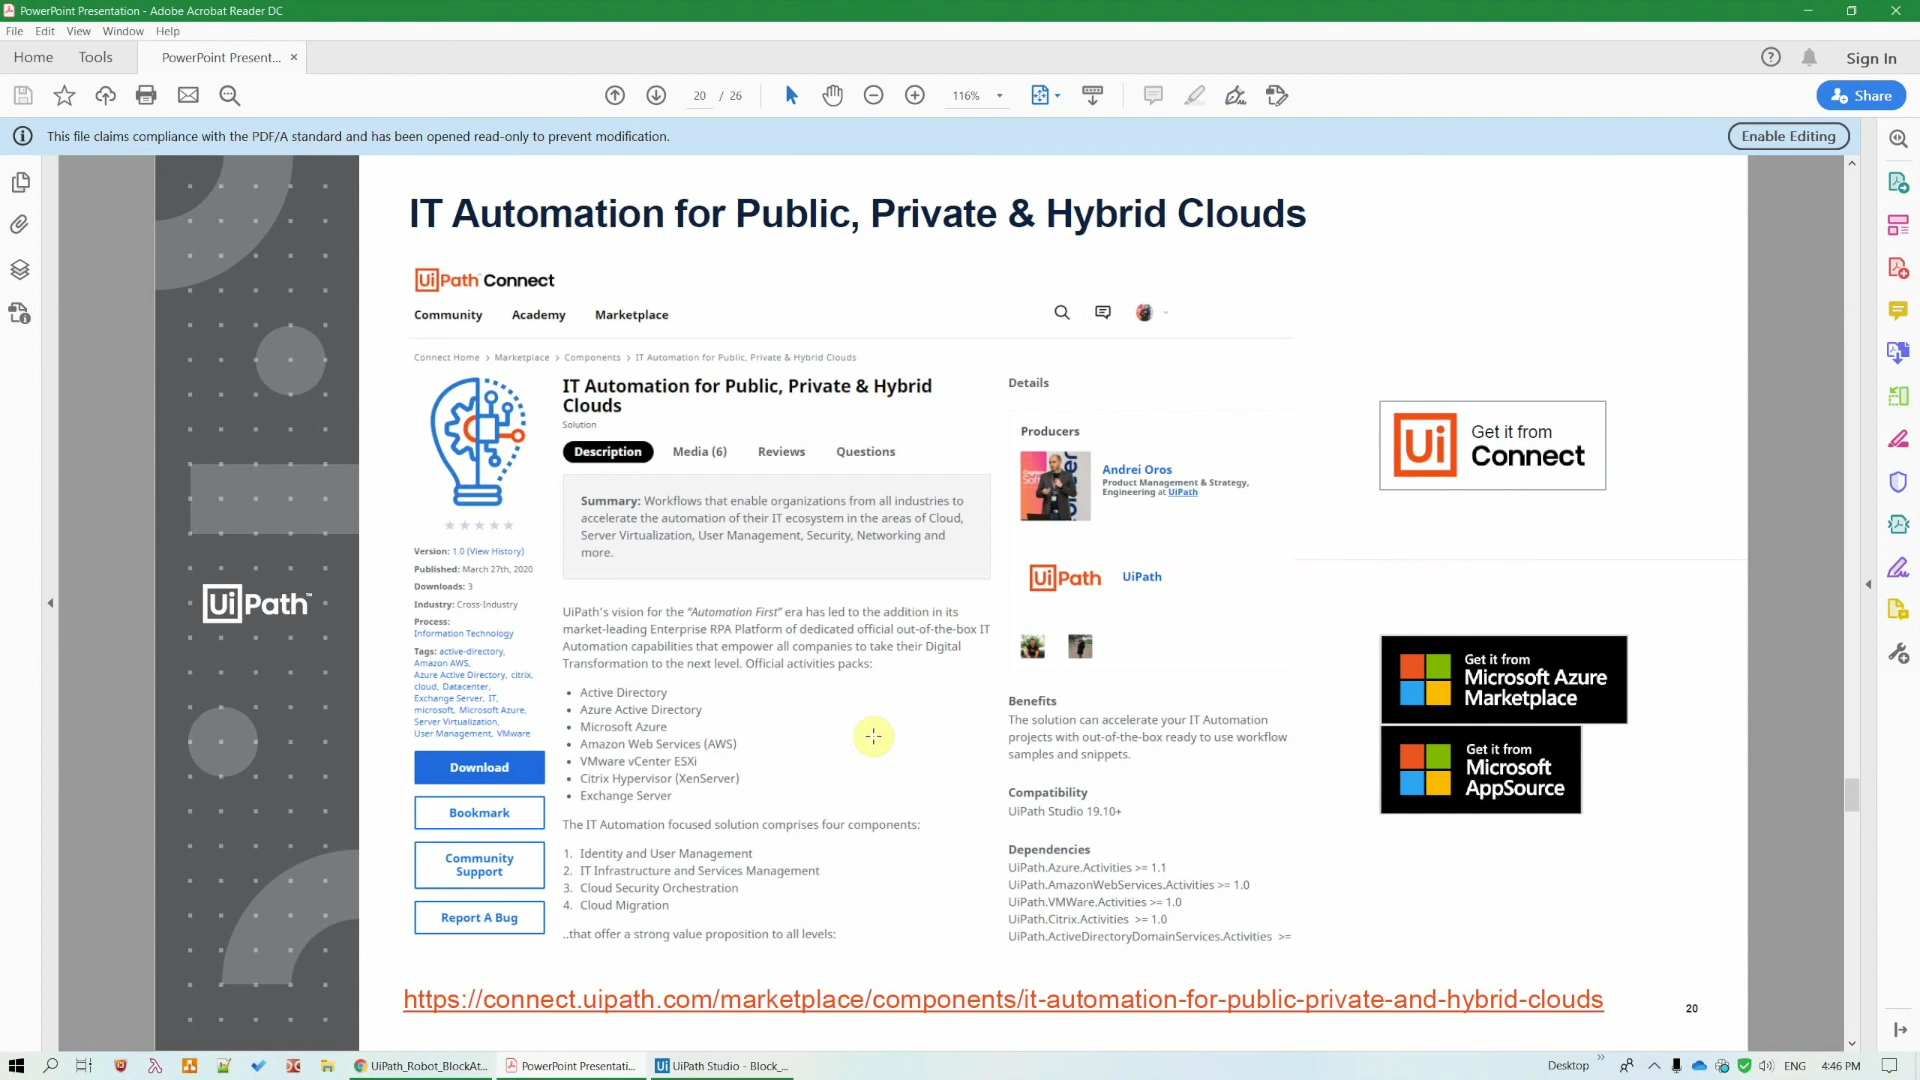 PowerPoint Presentation - Adobe Acrobat Reader DC
File Edit View Window Help
Home Tools PowerPoint Present... × Sign In
20 / 26 116% Share
This file claims compliance with the PDF/A standard and has been opened read-only to prevent modification. Enable Editing
IT Automation for Public, Private & Hybrid Clouds
UiPath™ Connect
Community Academy Marketplace
Connect Home › Marketplace › Components › IT Automation for Public, Private & Hybrid Clouds
IT Automation for Public, Private & Hybrid
Clouds
Solution
Description Media (6) Reviews Questions
Summary: Workflows that enable organizations from all industries to
accelerate the automation of their IT ecosystem in the areas of Cloud,
Server Virtualization, User Management, Security, Networking and
more.
Version: 1.0 (View History)
Published: March 27th, 2020
Downloads: 3
Industry: Cross-Industry
Process:
Information Technology
Tags: active-directory,
Amazon AWS,
Azure Active Directory, citrix,
cloud, Datacenter,
Exchange Server, IT,
microsoft, Microsoft Azure,
Server Virtualization,
User Management, VMware
Download
Bookmark
Community
Support
Report A Bug
UiPath's vision for the "Automation First" era has led to the addition in its
market-leading Enterprise RPA Platform of dedicated official out-of-the-box IT
Automation capabilities that empower all companies to take their Digital
Transformation to the next level. Official activities packs:
• Active Directory
• Azure Active Directory
• Microsoft Azure
• Amazon Web Services (AWS)
• VMware vCenter ESXi
• Citrix Hypervisor (XenServer)
• Exchange Server
The IT Automation focused solution comprises four components:
1. Identity and User Management
2. IT Infrastructure and Services Management
3. Cloud Security Orchestration
4. Cloud Migration
..that offer a strong value proposition to all levels:
Details
Producers
Andrei Oros
Product Management & Strategy,
Engineering at UiPath
UiPath UiPath
Benefits
The solution can accelerate your IT Automation
projects with out-of-the-box ready to use workflow
samples and snippets.
Compatibility
UiPath Studio 19.10+
Dependencies
UiPath.Azure.Activities >= 1.1
UiPath.AmazonWebServices.Activities >= 1.0
UiPath.VMWare.Activities >= 1.0
UiPath.Citrix.Activities >= 1.0
UiPath.ActiveDirectoryDomainServices.Activities >=
Ui Get it from
Connect
Get it from
Microsoft Azure
Marketplace
Get it from
Microsoft
AppSource
UiPath™
https://connect.uipath.com/marketplace/components/it-automation-for-public-private-and-hybrid-clouds
20
UiPath_Robot_BlockAt... PowerPoint Presentati... UiPath Studio - Block_... Desktop ENG 4:46 PM